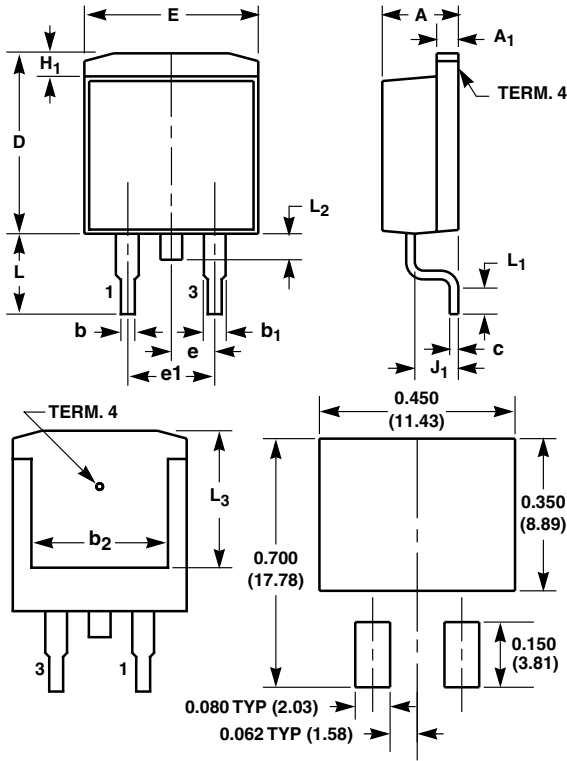 E
A
A1
H1
TERM. 4
D
L2
L
L1
1
3
b
b1
e
c
J1
e1
0.450
(11.43)
TERM. 4
L3
0.350
(8.89)
b2
0.700
(17.78)
0.150
(3.81)
3
1
0.080 TYP (2.03)
0.062 TYP (1.58)